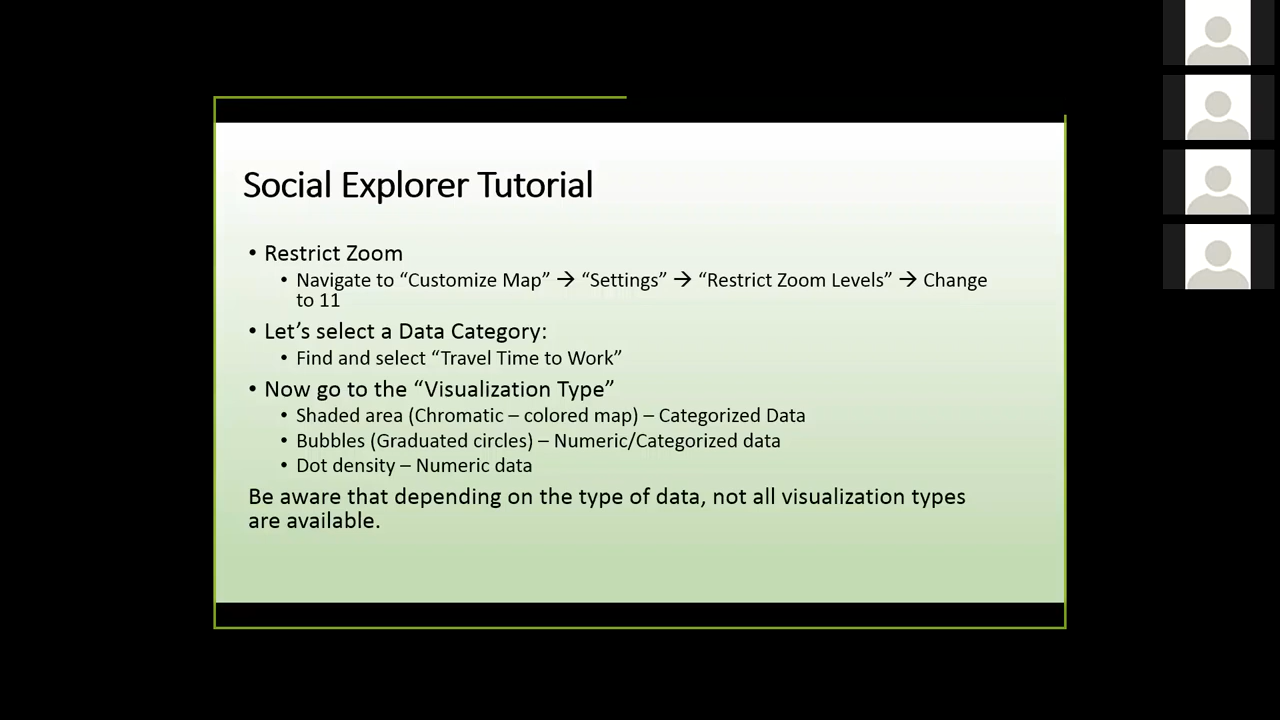 Social Explorer Tutorial
• Restrict Zoom
• Navigate to “Customize Map” → “Settings” → “Restrict Zoom Levels” → Change
to 11
• Let’s select a Data Category:
• Find and select “Travel Time to Work”
• Now go to the “Visualization Type”
• Shaded area (Chromatic – colored map) – Categorized Data
• Bubbles (Graduated circles) – Numeric/Categorized data
• Dot density – Numeric data
Be aware that depending on the type of data, not all visualization types
are available.